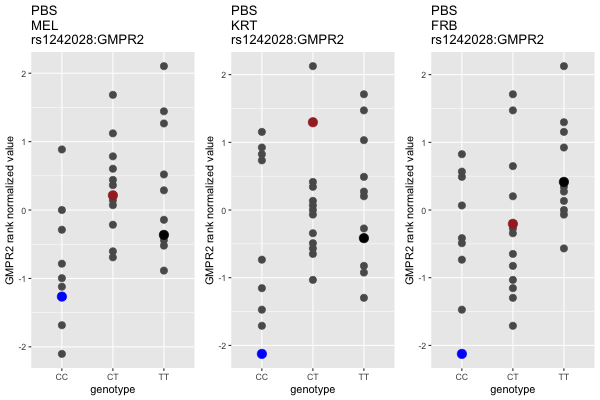 PBS
MEL
rs1242028:GMPR2
GMPR2 rank normalized value
2
1
0
-1
-2
CC CT TT
genotype
PBS
KRT
rs1242028:GMPR2
GMPR2 rank normalized value
2
1
0
-1
-2
CC CT TT
genotype
PBS
FRB
rs1242028:GMPR2
GMPR2 rank normalized value
2
1
0
-1
-2
CC CT TT
genotype